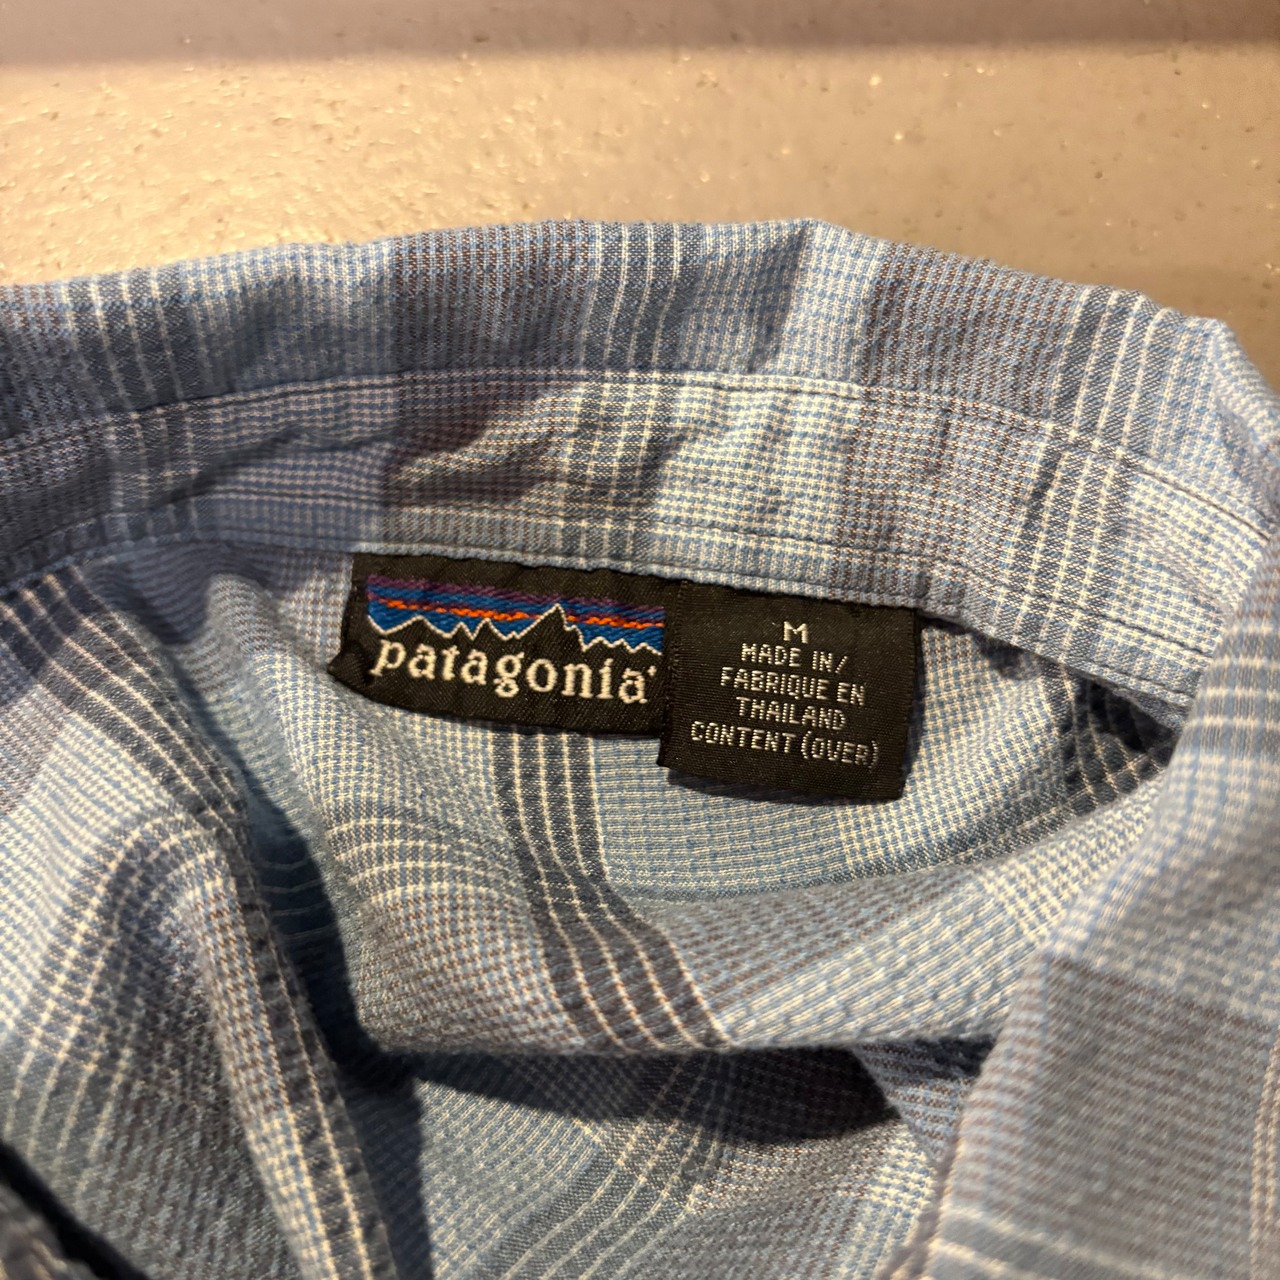 patagonia®
M
MADE IN/
FABRIQUE EN
THAILAND
CONTENT (OVER)